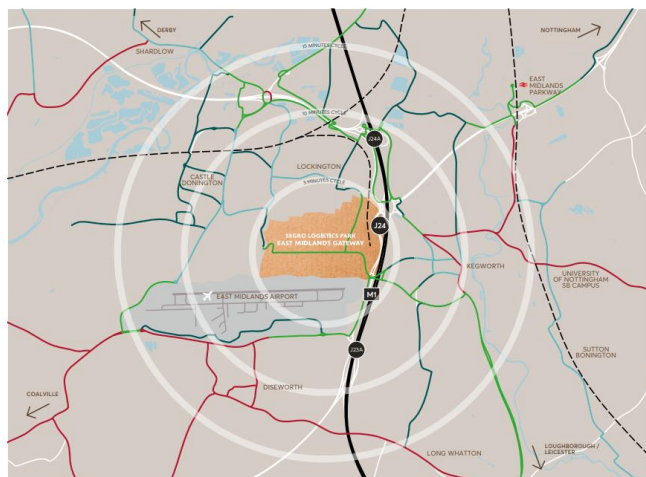 NOTTINGHAM
DERBY
SHARDLOW
15 MINUTES CYCLE
EAST
MIDLANDS
PARKWAY
10 MINUTES CYCLE
J24A
LOCKINGTON
CASTLE
DONINGTON
5 MINUTES CYCLE
SEGRO LOGISTICS PARK
EAST MIDLANDS GATEWAY
J24
KEGWORTH
UNIVERSITY
OF NOTTINGHAM
SB CAMPUS
EAST MIDLANDS AIRPORT
M1
SUTTON
BONINGTON
J23A
DISEWORTH
COALVILLE
LONG WHATTON
LOUGHBOROUGH /
LEICESTER